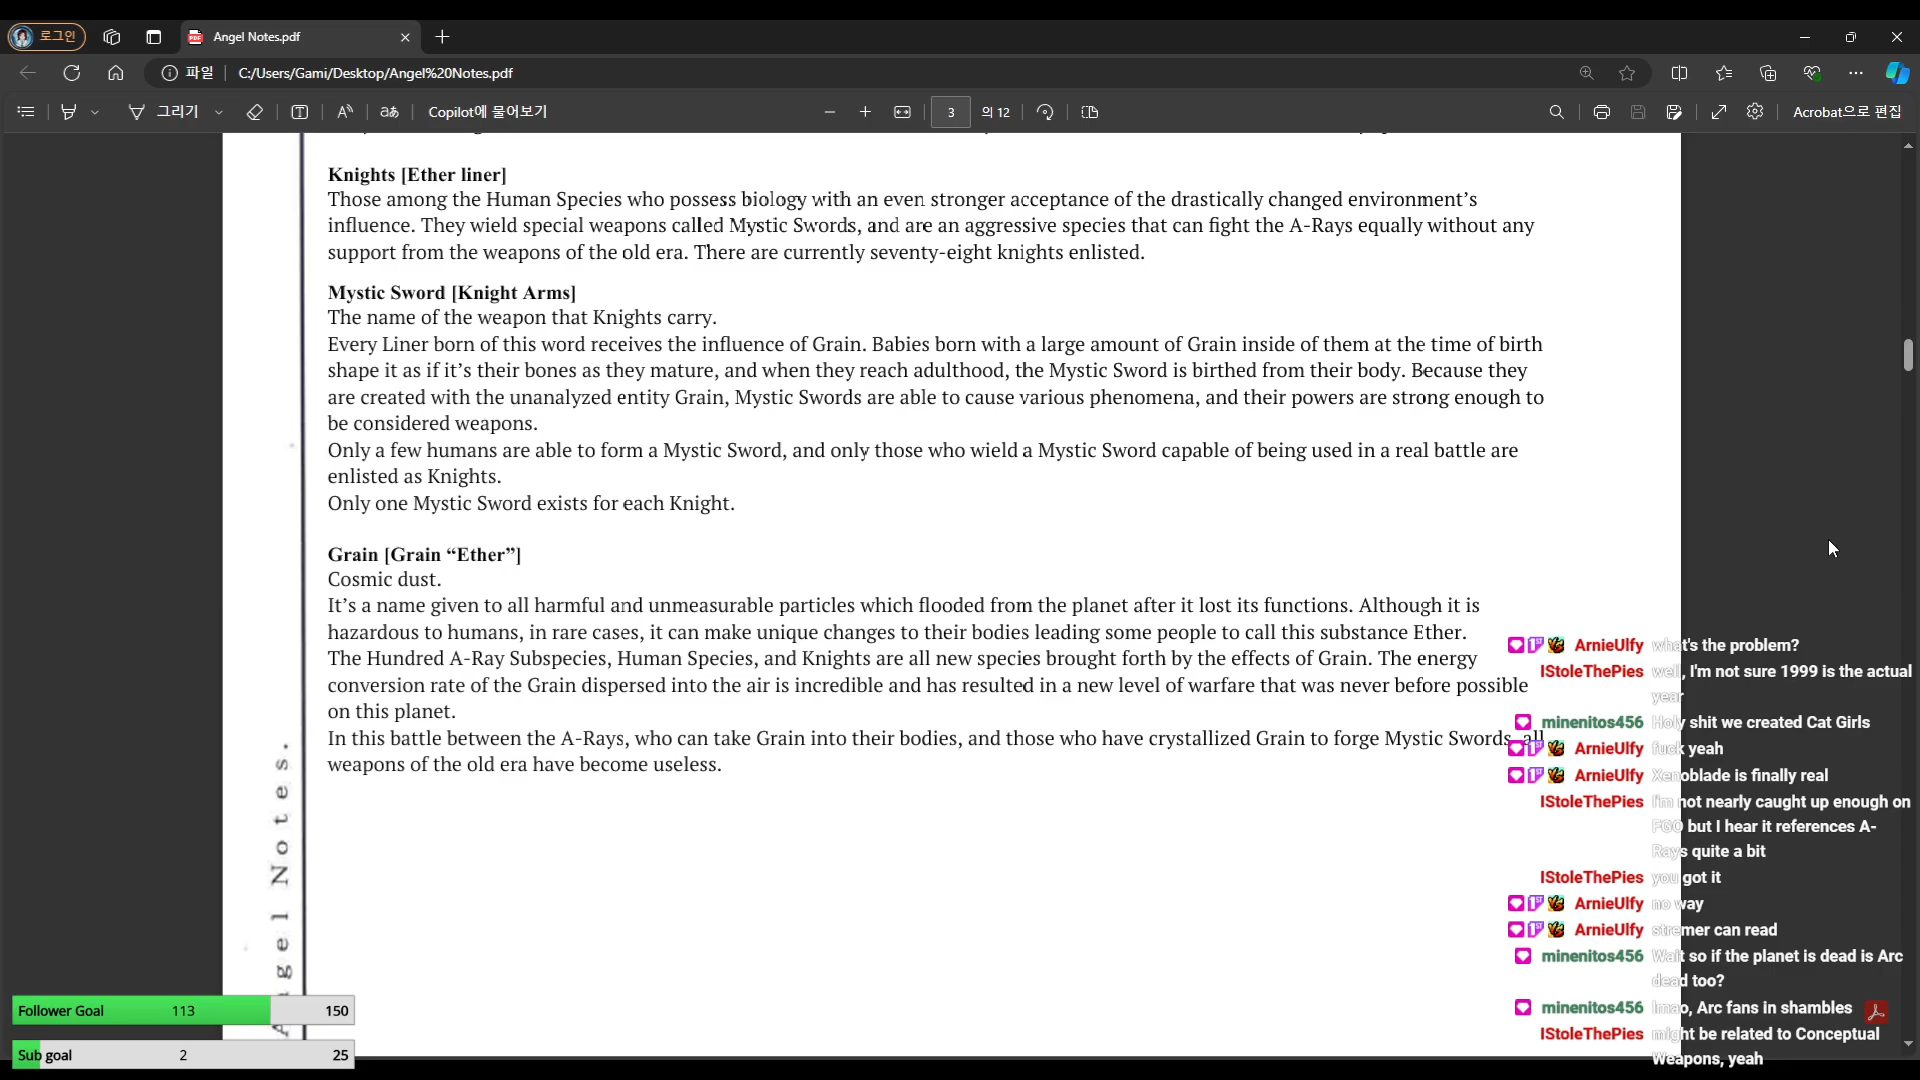 로그인
Angel Notes.pdf
파일
C:/Users/Gami/Desktop/Angel%20Notes.pdf
그리기
aあ
Copilot에 물어보기
3
의 12
Acrobat으로 편집
Knights [Ether liner]
Those among the Human Species who possess biology with an even stronger acceptance of the drastically changed environment’s
influence. They wield special weapons called Mystic Swords, and are an aggressive species that can fight the A-Rays equally without any
support from the weapons of the old era. There are currently seventy-eight knights enlisted.
Mystic Sword [Knight Arms]
The name of the weapon that Knights carry.
Every Liner born of this word receives the influence of Grain. Babies born with a large amount of Grain inside of them at the time of birth
shape it as if it’s their bones as they mature, and when they reach adulthood, the Mystic Sword is birthed from their body. Because they
are created with the unanalyzed entity Grain, Mystic Swords are able to cause various phenomena, and their powers are strong enough to
be considered weapons.
Only a few humans are able to form a Mystic Sword, and only those who wield a Mystic Sword capable of being used in a real battle are
enlisted as Knights.
Only one Mystic Sword exists for each Knight.
Grain [Grain “Ether”]
Cosmic dust.
It’s a name given to all harmful and unmeasurable particles which flooded from the planet after it lost its functions. Although it is
hazardous to humans, in rare cases, it can make unique changes to their bodies leading some people to call this substance Ether.
The Hundred A-Ray Subspecies, Human Species, and Knights are all new species brought forth by the effects of Grain. The energy
conversion rate of the Grain dispersed into the air is incredible and has resulted in a new level of warfare that was never before possible
on this planet.
In this battle between the A-Rays, who can take Grain into their bodies, and those who have crystallized Grain to forge Mystic Swords, all
weapons of the old era have become useless.
Angel Notes.
ArnieUlfy what's the problem?
IStoleThePies well, I'm not sure 1999 is the actual
year
minenitos456 Holy shit we created Cat Girls
ArnieUlfy fuck yeah
ArnieUlfy Xenoblade is finally real
IStoleThePies I'm not nearly caught up enough on
FGO but I hear it references A-
Rays quite a bit
IStoleThePies you got it
ArnieUlfy no way
ArnieUlfy stremer can read
minenitos456 Wait so if the planet is dead is Arc
dead too?
minenitos456 lmao, Arc fans in shambles
IStoleThePies might be related to Conceptual
Weapons, yeah
Follower Goal 113 150
Sub goal 2 25